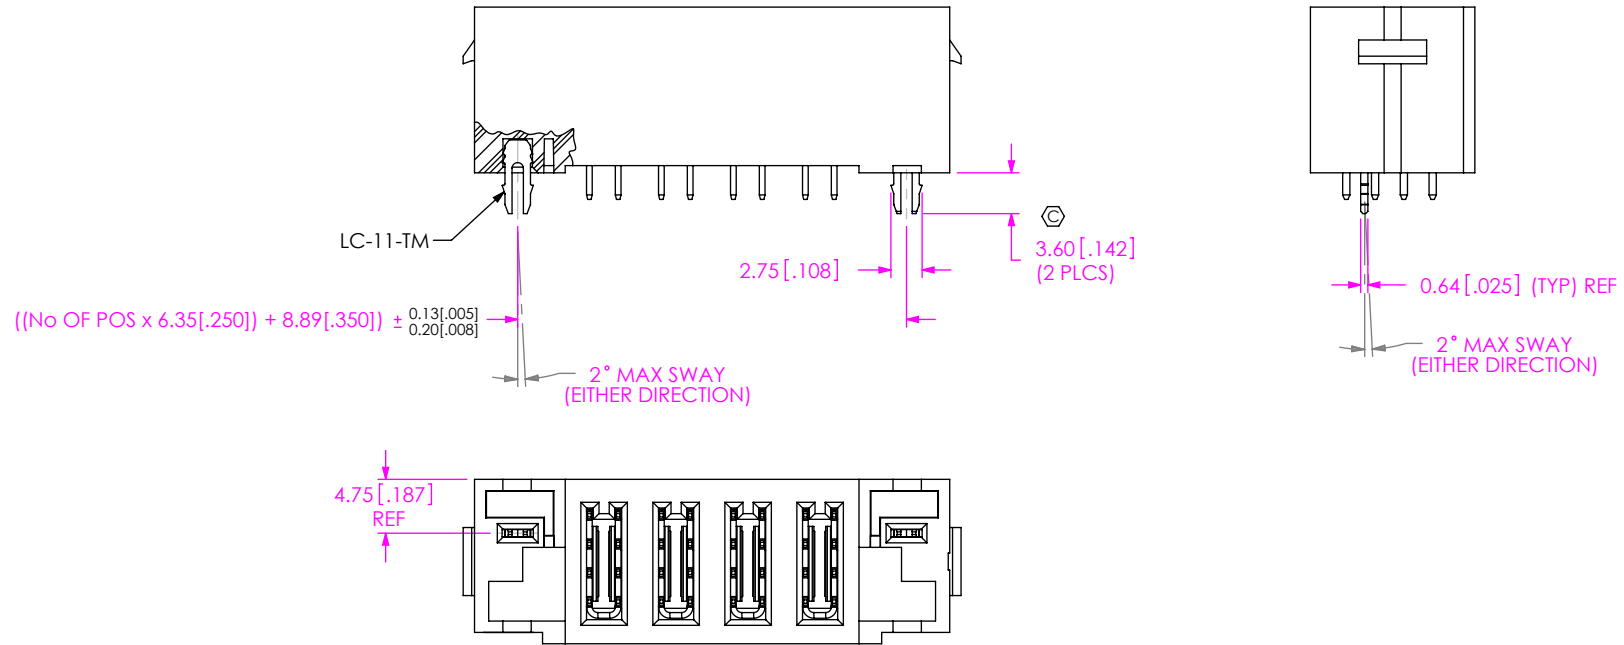 LC-11-TM
2.75[.108]
C
3.60[.142]
(2 PLCS)
0.64[.025] (TYP) REF
((No OF POS x 6.35[.250]) + 8.89[.350]) ± 0.13[.005]
0.20[.008]
2° MAX SWAY
(EITHER DIRECTION)
2° MAX SWAY
(EITHER DIRECTION)
4.75[.187]
REF